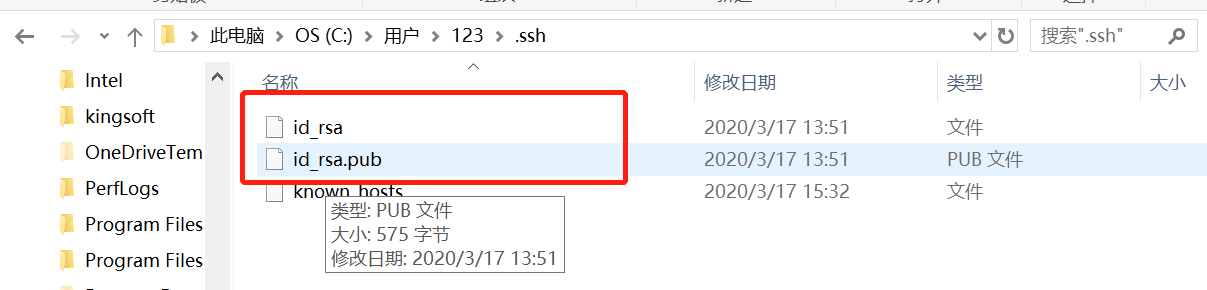 此电脑 > OS (C:) > 用户 > 123 > .ssh
搜索".ssh"
名称 修改日期 类型 大小
Intel
kingsoft
OneDriveTem
PerfLogs
Program Files
Program Files
id_rsa 2020/3/17 13:51 文件
id_rsa.pub 2020/3/17 13:51 PUB 文件
known_hosts 2020/3/17 15:32 文件
类型: PUB 文件
大小: 575 字节
修改日期: 2020/3/17 13:51